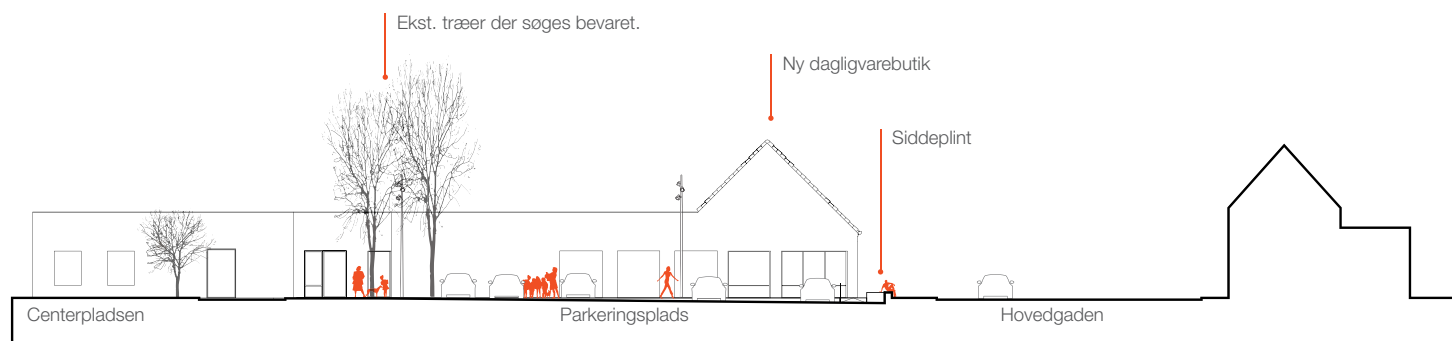 Ekst. træer der søges bevaret.
Ny dagligvarebutik
Siddeplint
Centerpladsen
Parkeringsplads
Hovedgaden